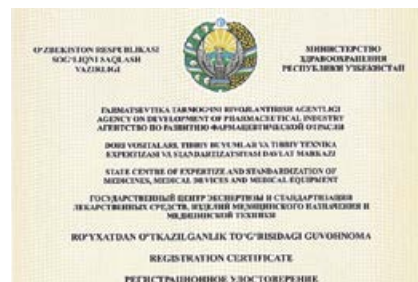 O'ZBEKISTON RESPUBLIKASI
SOG'LIQNI SAQLASH
VAZIRLIGI
МИНИСТЕРСТВО
ЗДРАВООХРАНЕНИЯ
РЕСПУБЛИКИ УЗБЕКИСТАН
FARMATSEVTIKA TARMOG'INI RIVOJLANTIRISH AGENTLIGI
AGENCY ON DEVELOPMENT OF PHARMACEUTICAL INDUSTRY
АГЕНТСТВО ПО РАЗВИТИЮ ФАРМАЦЕВТИЧЕСКОЙ ОТРАСЛИ
DORI VOSITALARI, TIBBIY BUYUMLAR VA TIBBIY TEXNIKA
EKSPERTIZASI VA STANDARTIZATSIYASI DAVLAT MARKAZI
STATE CENTRE OF EXPERTIZE AND STANDARDIZATION OF
MEDICINES, MEDICAL DEVICES AND MEDICAL EQUIPMENT
ГОСУДАРСТВЕННЫЙ ЦЕНТР ЭКСПЕРТИЗЫ И СТАНДАРТИЗАЦИИ
ЛЕКАРСТВЕННЫХ СРЕДСТВ, ИЗДЕЛИЙ МЕДИЦИНСКОГО НАЗНАЧЕНИЯ И
МЕДИЦИНСКОЙ ТЕХНИКИ
RO'YXATDAN O'TKAZILGANLIK TO'G'RISIDAGI GUVOHNOMA
REGISTRATION CERTIFICATE
РЕГИСТРАЦИОННОЕ УДОСТОВЕРЕНИЕ